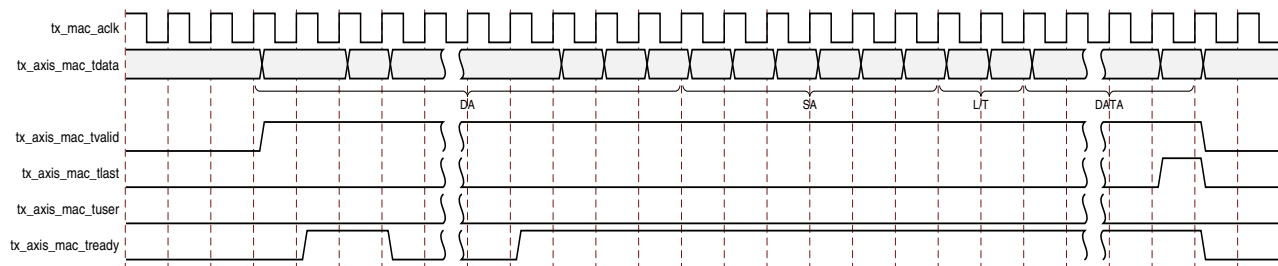 tx_mac_aclk
tx_axis_mac_tdata
DA SA L/T DATA
tx_axis_mac_tvalid
tx_axis_mac_tlast
tx_axis_mac_tuser
tx_axis_mac_tready